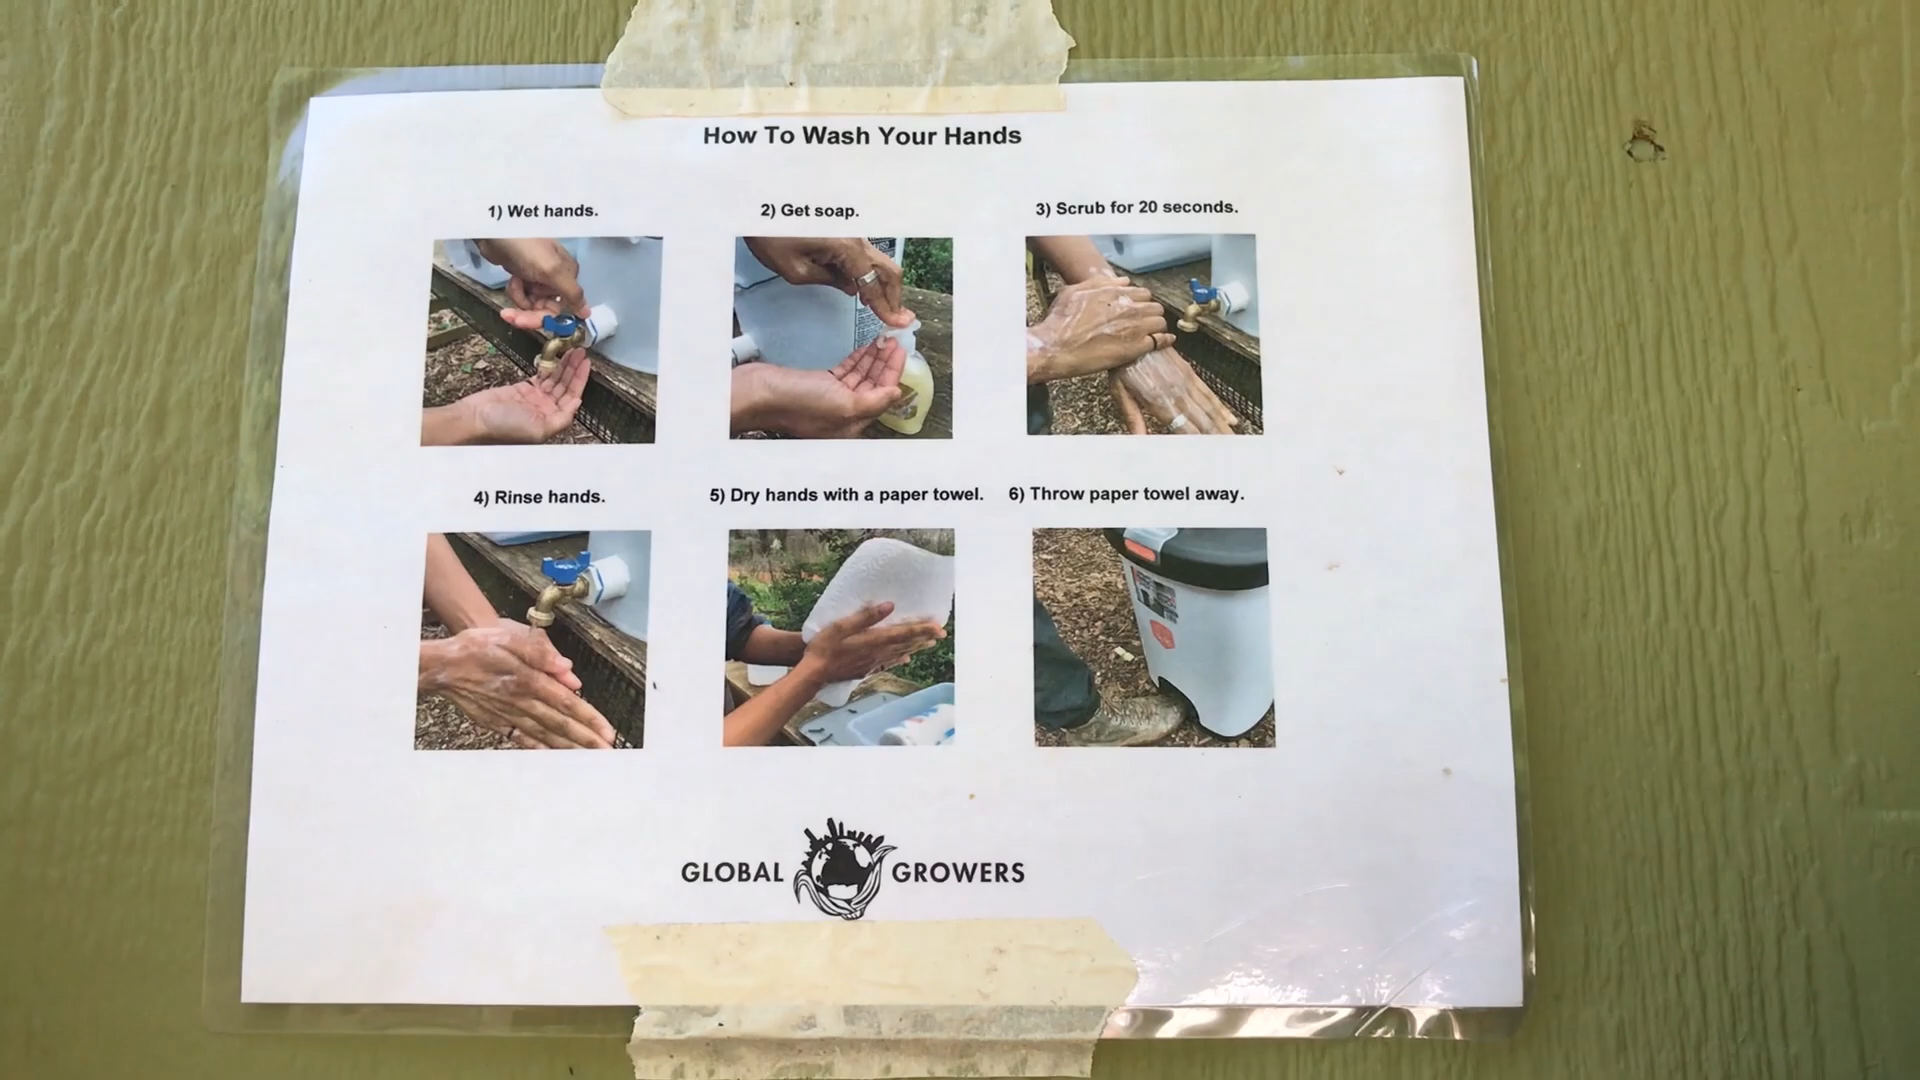 How To Wash Your Hands
1) Wet hands.
2) Get soap.
3) Scrub for 20 seconds.
4) Rinse hands.
5) Dry hands with a paper towel.
6) Throw paper towel away.
GLOBAL GROWERS